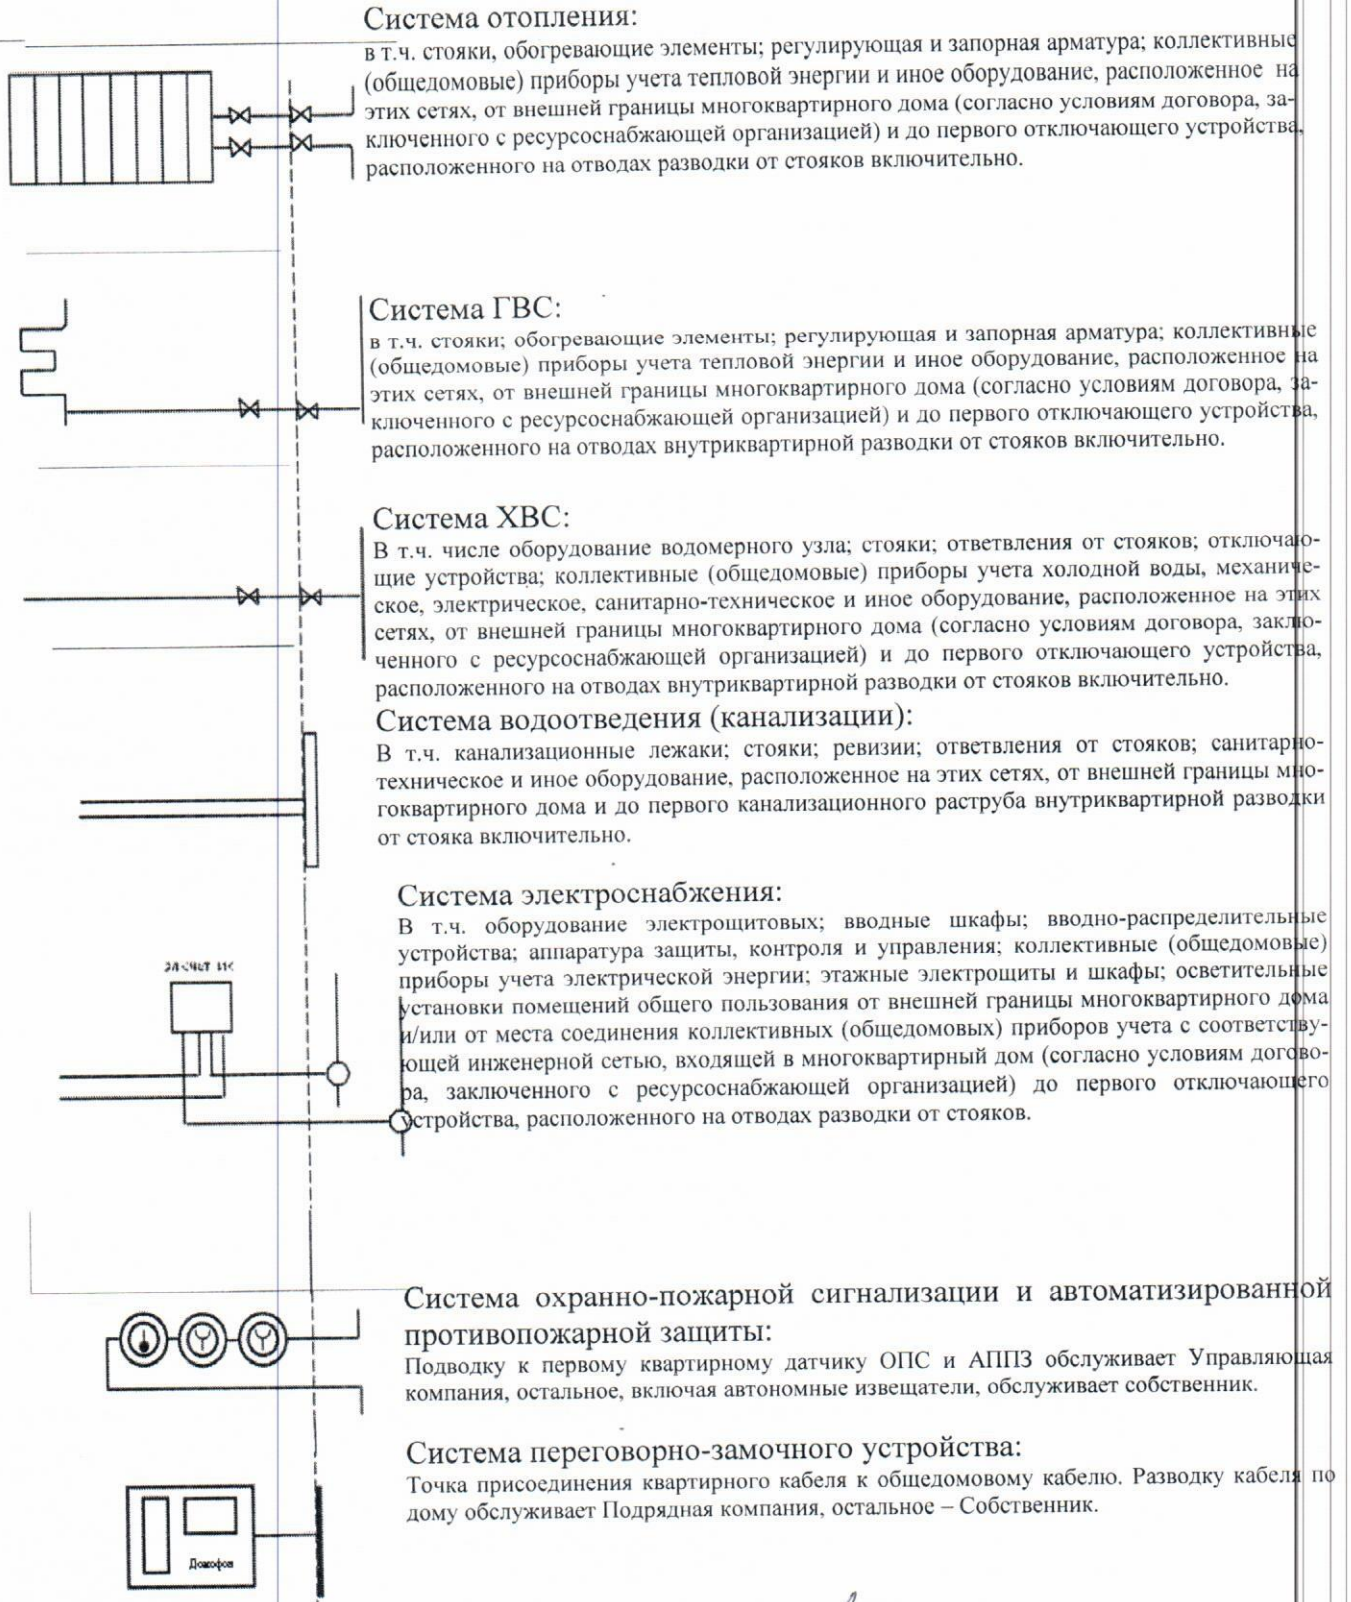 Система отопления:
в т.ч. стояки, обогревающие элементы; регулирующая и запорная арматура; коллективные
(общедомовые) приборы учета тепловой энергии и иное оборудование, расположенное на
этих сетях, от внешней границы многоквартирного дома (согласно условиям договора, за-
ключенного с ресурсоснабжающей организацией) и до первого отключающего устройства,
расположенного на отводах разводки от стояков включительно.
Система ГВС:
в т.ч. стояки; обогревающие элементы; регулирующая и запорная арматура; коллективные
(общедомовые) приборы учета тепловой энергии и иное оборудование, расположенное на
этих сетях, от внешней границы многоквартирного дома (согласно условиям договора, за-
ключенного с ресурсоснабжающей организацией) и до первого отключающего устройства,
расположенного на отводах внутриквартирной разводки от стояков включительно.
Система ХВС:
В т.ч. числе оборудование водомерного узла; стояки; ответвления от стояков; отключаю-
щие устройства; коллективные (общедомовые) приборы учета холодной воды, механиче-
ское, электрическое, санитарно-техническое и иное оборудование, расположенное на этих
сетях, от внешней границы многоквартирного дома (согласно условиям договора, заклю-
ченного с ресурсоснабжающей организацией) и до первого отключающего устройства,
расположенного на отводах внутриквартирной разводки от стояков включительно.
Система водоотведения (канализации):
В т.ч. канализационные лежаки; стояки; ревизии; ответвления от стояков; санитарно-
техническое и иное оборудование, расположенное на этих сетях, от внешней границы мно-
гоквартирного дома и до первого канализационного раструба внутриквартирной разводки
от стояка включительно.
Система электроснабжения:
В т.ч. оборудование электрощитовых; вводные шкафы; вводно-распределительные
устройства; аппаратура защиты, контроля и управления; коллективные (общедомовые)
приборы учета электрической энергии; этажные электрощиты и шкафы; осветительные
установки помещений общего пользования от внешней границы многоквартирного дома
и/или от места соединения коллективных (общедомовых) приборов учета с соответству-
ющей инженерной сетью, входящей в многоквартирный дом (согласно условиям догово-
ра, заключенного с ресурсоснабжающей организацией) до первого отключающего
устройства, расположенного на отводах разводки от стояков.
Система охранно-пожарной сигнализации и автоматизированной
противопожарной защиты:
Подводку к первому квартирному датчику ОПС и АППЗ обслуживает Управляющая
компания, остальное, включая автономные извещатели, обслуживает собственник.
Система переговорно-замочного устройства:
Точка присоединения квартирного кабеля к общедомовому кабелю. Разводку кабеля по
дому обслуживает Подрядная компания, остальное – Собственник.
Домофон